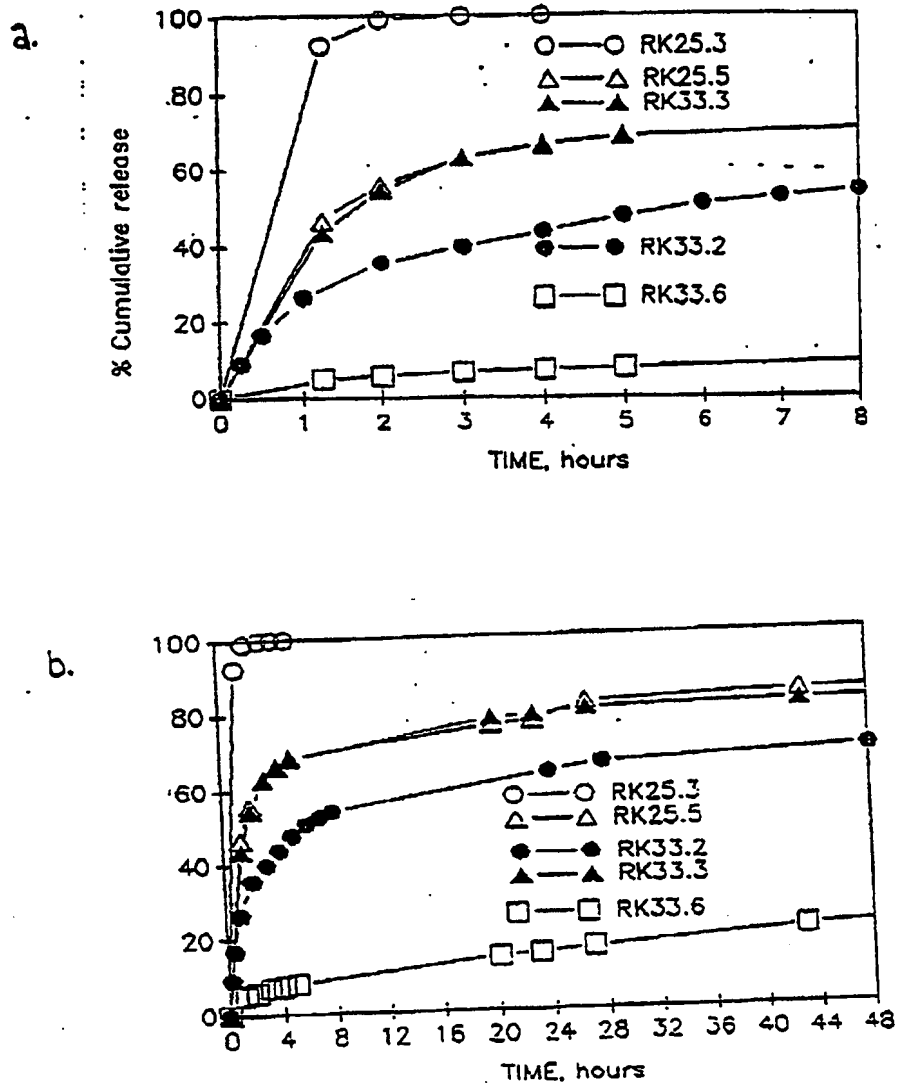 a.
100
80
60
40
20
0
% Cumulative release
RK25.3
RK25.5
RK33.3
RK33.2
RK33.6
0 1 2 3 4 5 6 7 8
TIME, hours
b.
100
80
60
40
20
0
RK25.3
RK25.5
RK33.2
RK33.3
RK33.6
0 4 8 12 16 20 24 28 32 36 40 44 48
TIME, hours